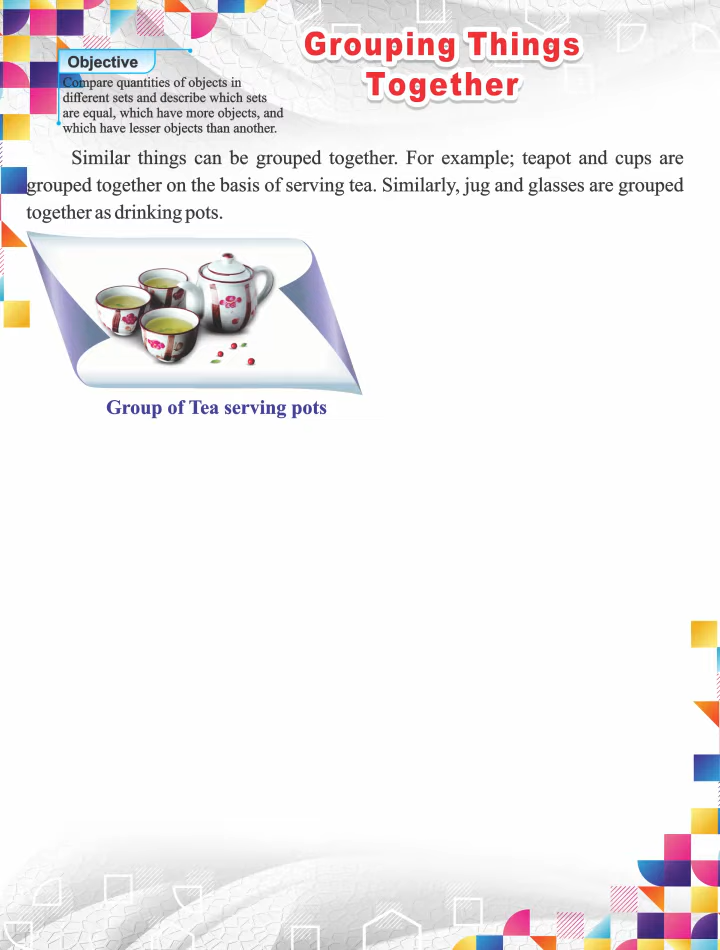 Grouping Things
Together
Objective
Compare quantities of objects in
different sets and describe which sets
are equal, which have more objects, and
which have lesser objects than another.
Similar things can be grouped together. For example; teapot and cups are
grouped together on the basis of serving tea. Similarly, jug and glasses are grouped
together as drinking pots.
Group of Tea serving pots